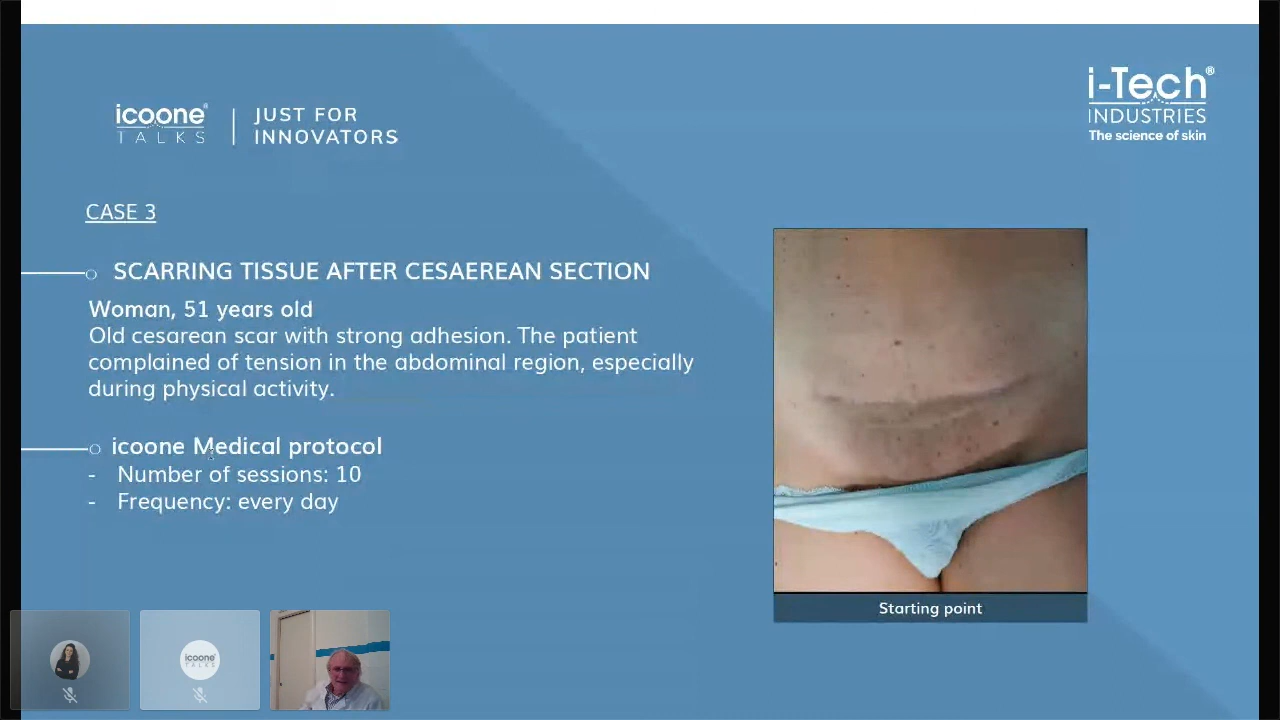 icoone®
TALKS
JUST FOR
INNOVATORS
i-Tech®
INDUSTRIES
The science of skin
CASE 3
SCARRING TISSUE AFTER CESAEREAN SECTION
Woman, 51 years old
Old cesarean scar with strong adhesion. The patient
complained of tension in the abdominal region, especially
during physical activity.
icoone Medical protocol
- Number of sessions: 10
- Frequency: every day
Starting point
icoone
TALKS